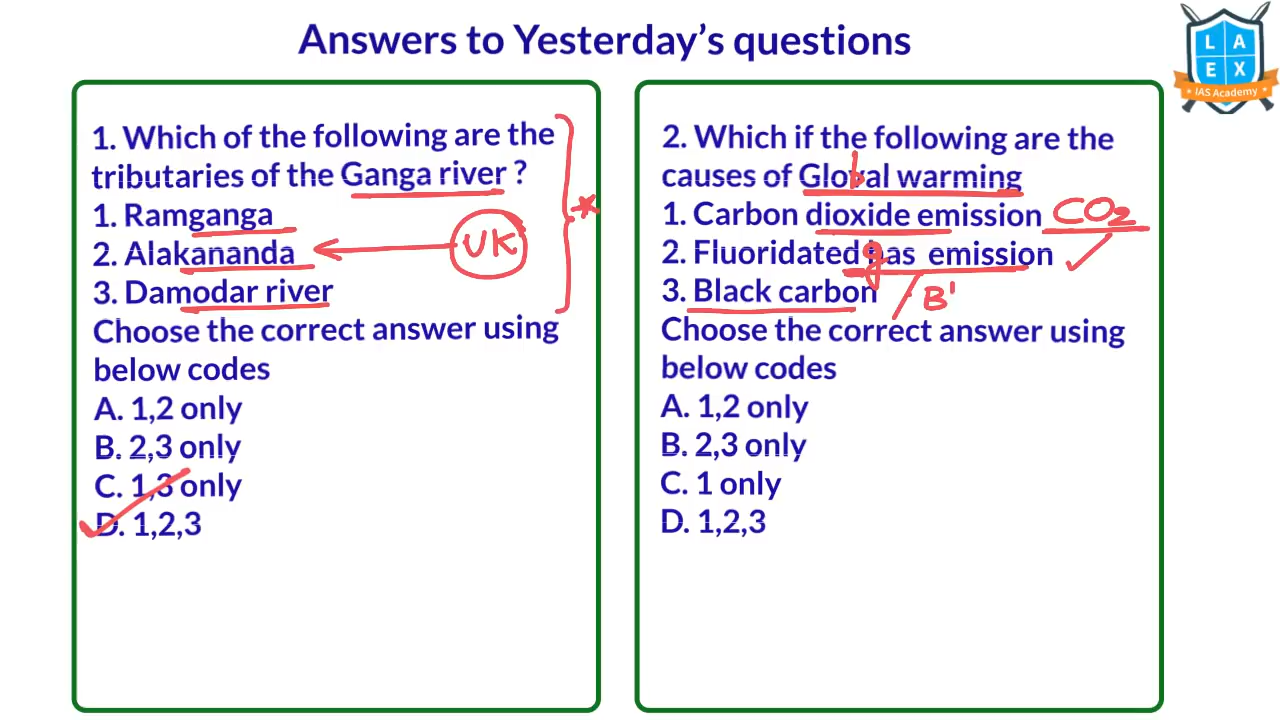 Answers to Yesterday's questions
L A
E X
IAS Academy
1. Which of the following are the
tributaries of the Ganga river ?
1. Ramganga
2. Alakananda
UK
3. Damodar river
Choose the correct answer using
below codes
A. 1,2 only
B. 2,3 only
C. 1,3 only
D. 1,2,3
2. Which if the following are the
causes of Global warming
1. Carbon dioxide emission CO2
2. Fluoridated gas emission
3. Black carbon
B'
Choose the correct answer using
below codes
A. 1,2 only
B. 2,3 only
C. 1 only
D. 1,2,3